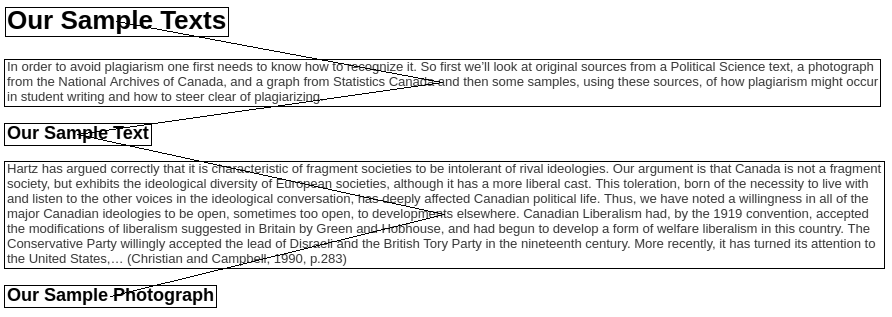 Our Sample Texts
In order to avoid plagiarism one first needs to know how to recognize it. So first we'll look at original sources from a Political Science text, a photograph
from the National Archives of Canada, and a graph from Statistics Canada and then some samples, using these sources, of how plagiarism might occur
in student writing and how to steer clear of plagiarizing.
Our Sample Text
Hartz has argued correctly that it is characteristic of fragment societies to be intolerant of rival ideologies. Our argument is that Canada is not a fragment
society, but exhibits the ideological diversity of European societies, although it has a more liberal cast. This toleration, born of the necessity to live with
and listen to the other voices in the ideological conversation, has deeply affected Canadian political life. Thus, we have noted a willingness in all of the
major Canadian ideologies to be open, sometimes too open, to developments elsewhere. Canadian Liberalism had, by the 1919 convention, accepted
the modifications of liberalism suggested in Britain by Green and Hobhouse, and had begun to develop a form of welfare liberalism in this country. The
Conservative Party willingly accepted the lead of Disraeli and the British Tory Party in the nineteenth century. More recently, it has turned its attention to
the United States,… (Christian and Campbell, 1990, p.283)
Our Sample Photograph